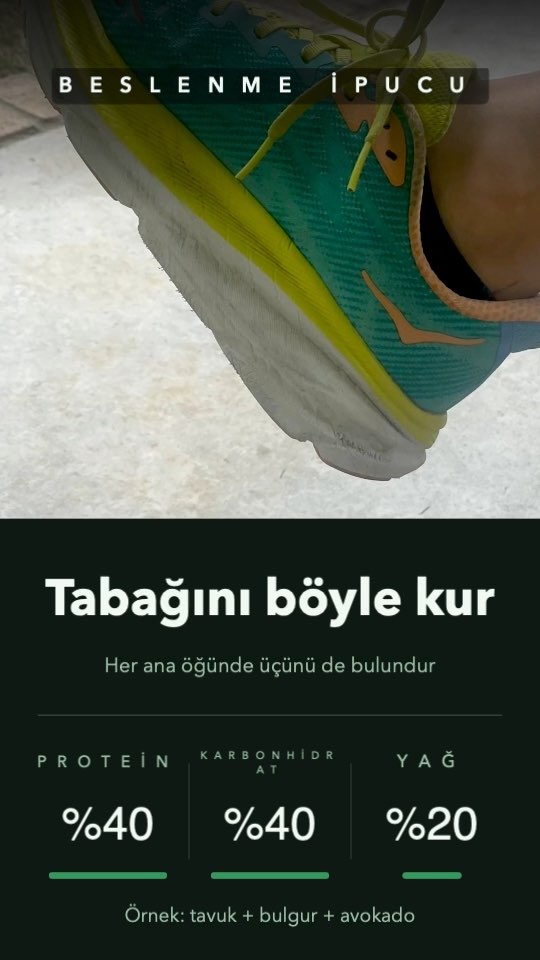 BESLENME İPUCU
Tabağını böyle kur
Her ana öğünde üçünü de bulundur
PROTEİN
KARBONHİDR
AT
YAĞ
%40
%40
%20
Örnek: tavuk + bulgur + avokado